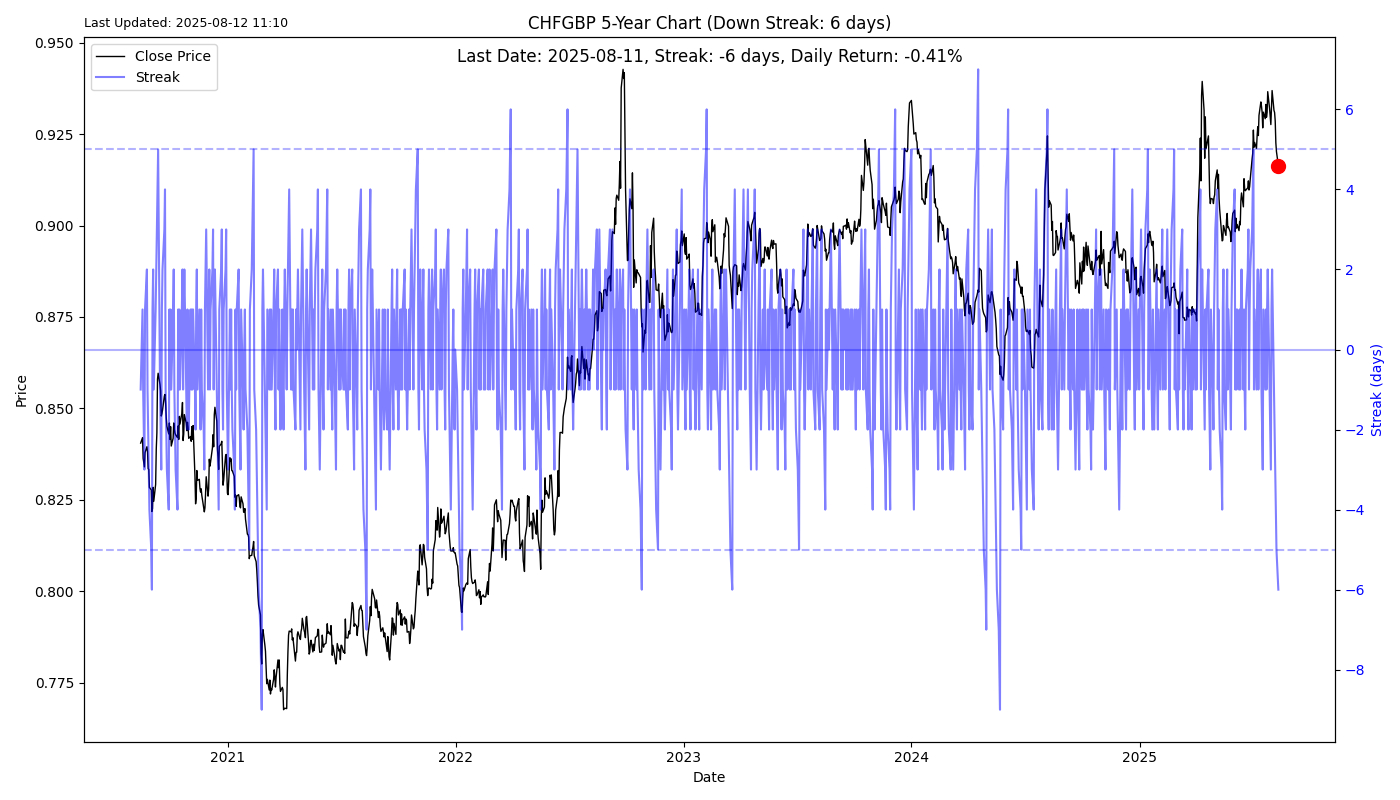 Last Updated: 2025-08-12 11:10
CHFGBP 5-Year Chart (Down Streak: 6 days)
Last Date: 2025-08-11, Streak: -6 days, Daily Return: -0.41%
Close Price
Streak
Price
0.950
0.925
0.900
0.875
0.850
0.825
0.800
0.775
6
4
2
0
−2
−4
−6
−8
Streak (days)
2021
2022
2023
2024
2025
Date